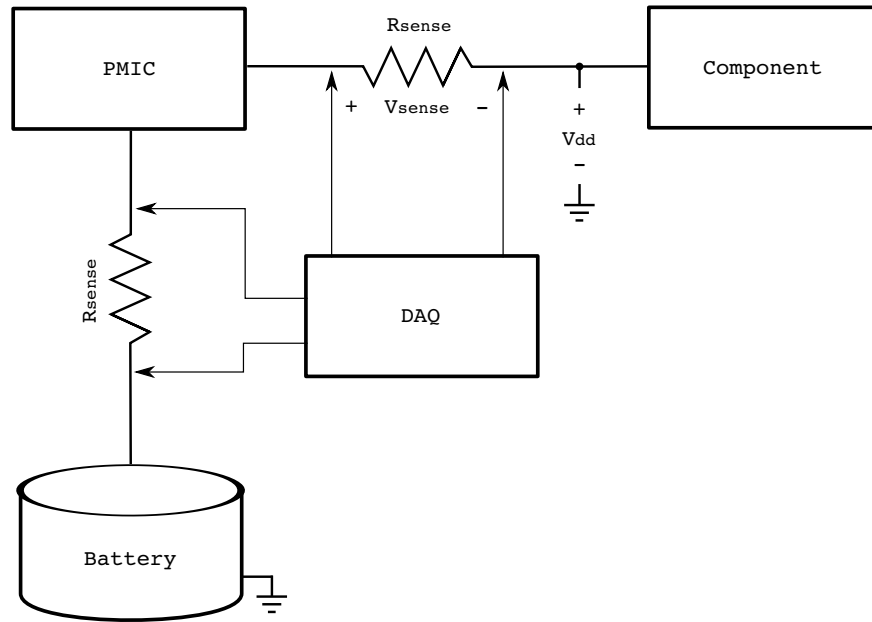 Rsense
PMIC
Component
+ Vsense -
+
Vdd
-
Rsense
DAQ
Battery